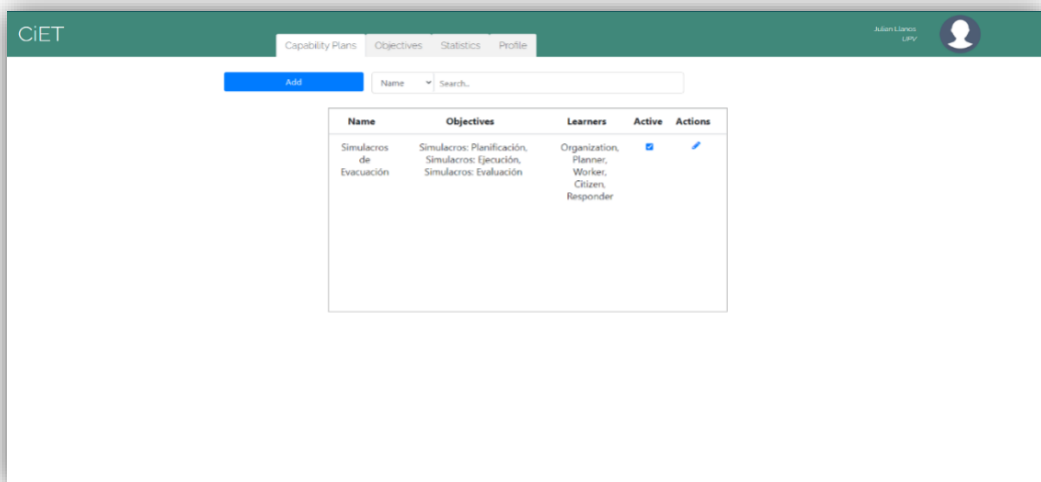 CiET
Julian Llanos
UPV
Capability Plans Objectives Statistics Profile
Add Name Search..
Name Objectives Learners Active Actions
Simulacros Simulacros: Planificación, Organization,
de Simulacros: Ejecución, Planner,
Evacuación Simulacros: Evaluación Worker,
Citizen,
Responder